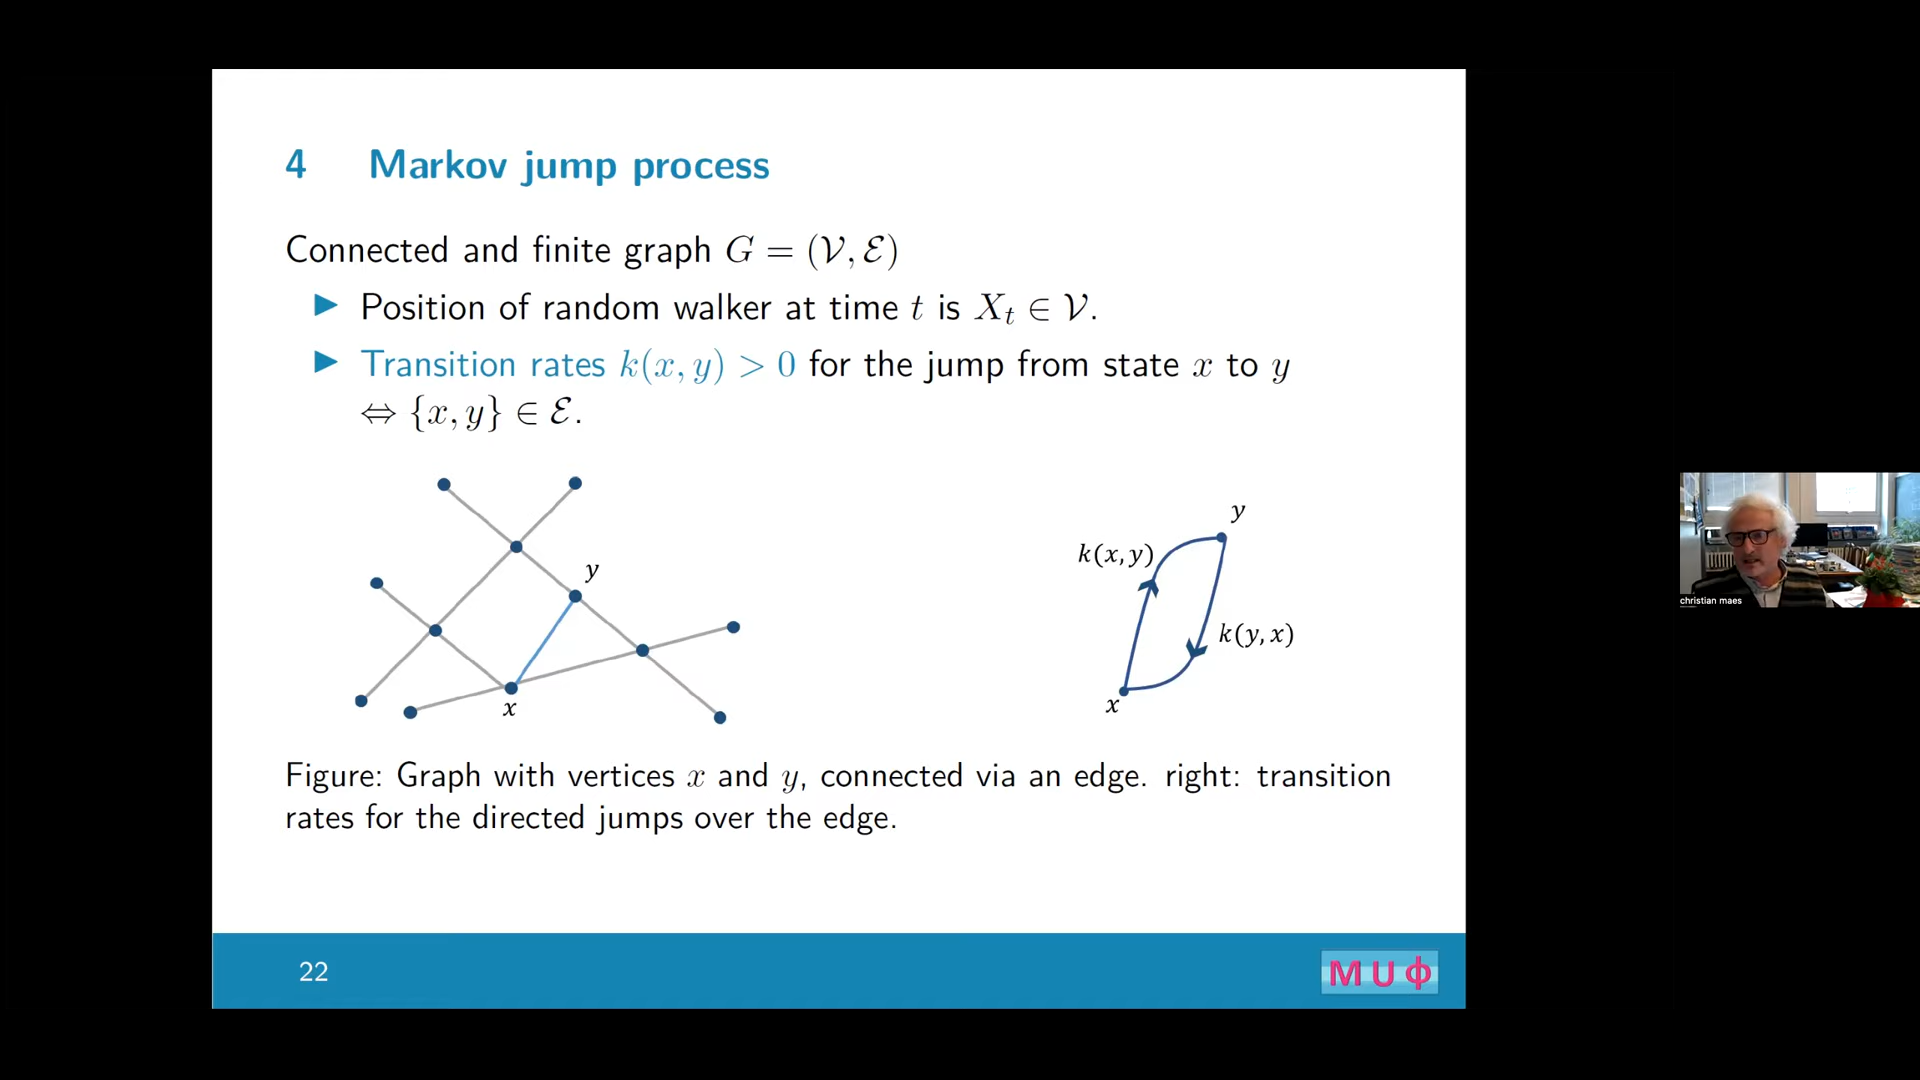 4 Markov jump process
Connected and finite graph G = (𝒱, ℰ)
▶ Position of random walker at time t is X_t ∈ 𝒱.
▶ Transition rates k(x, y) > 0 for the jump from state x to y
⇔ {x, y} ∈ ℰ.
y
x
y
k(x, y)
k(y, x)
x
Figure: Graph with vertices x and y, connected via an edge. right: transition
rates for the directed jumps over the edge.
22
M U Φ
christian maes